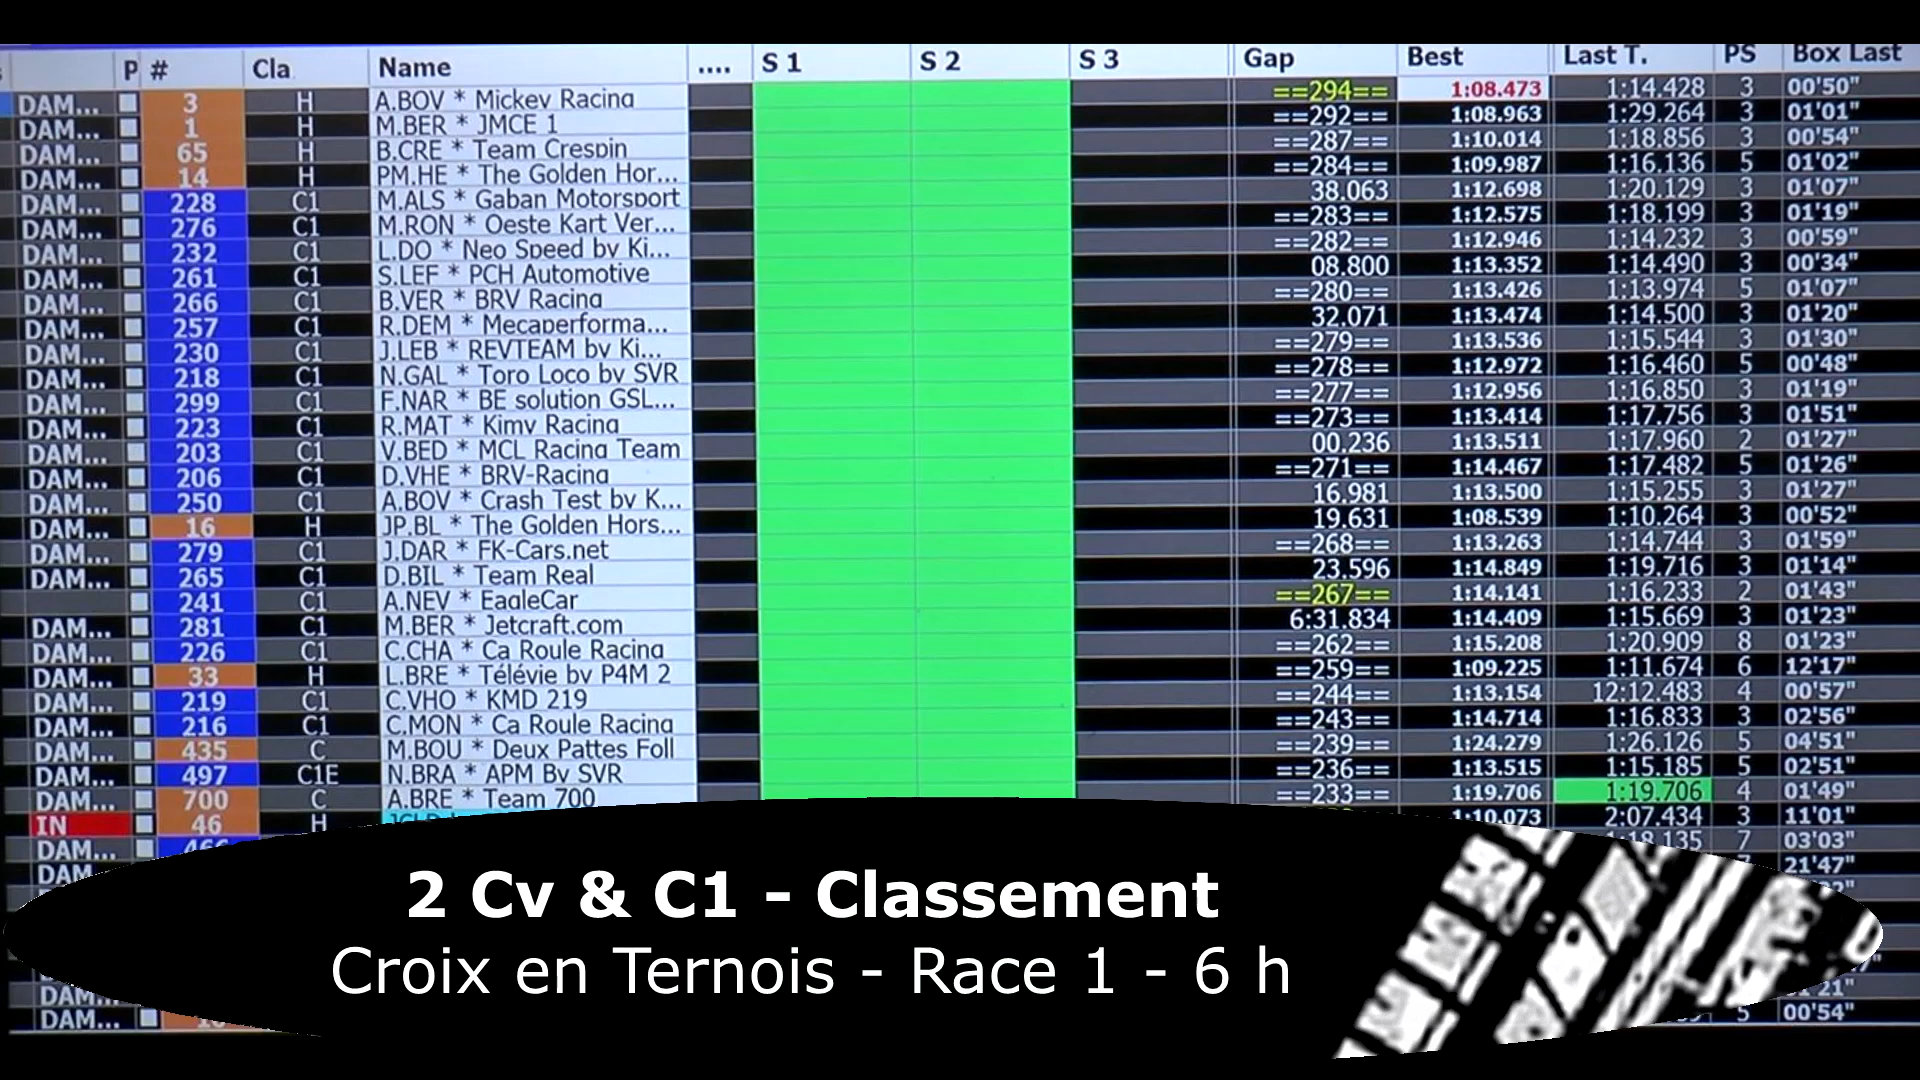 P # Cla Name .... S 1 S 2 S 3 Gap Best Last T. PS Box Last
DAM... 3 H A.BOV * Mickey Racing ==294== 1:08.473 1:14.428 3 00'50"
DAM... 1 H M.BER * JMCE 1 ==292== 1:08.963 1:29.264 3 01'01"
DAM... 65 H B.CRE * Team Crespin ==287== 1:10.014 1:18.856 3 00'54"
DAM... 14 H PM.HE * The Golden Hor... ==284== 1:09.987 1:16.136 5 01'02"
DAM... 228 C1 M.ALS * Gaban Motorsport 38.063 1:12.698 1:20.129 3 01'07"
DAM... 276 C1 M.RON * Oeste Kart Ver... ==283== 1:12.575 1:18.199 3 01'19"
DAM... 232 C1 L.DO * Neo Speed by Ki... ==282== 1:12.946 1:14.232 3 00'59"
DAM... 261 C1 S.LEF * PCH Automotive 08.800 1:13.352 1:14.490 3 00'34"
DAM... 266 C1 B.VER * BRV Racing ==280== 1:13.426 1:13.974 5 01'07"
DAM... 257 C1 R.DEM * Mecaperforma... 32.071 1:13.474 1:14.500 3 01'20"
DAM... 230 C1 J.LEB * REVTEAM by Ki... ==279== 1:13.536 1:15.544 3 01'30"
DAM... 218 C1 N.GAL * Toro Loco by SVR ==278== 1:12.972 1:16.460 5 00'48"
DAM... 299 C1 F.NAR * BE solution GSL... ==277== 1:12.956 1:16.850 3 01'19"
DAM... 223 C1 R.MAT * Kimy Racing ==273== 1:13.414 1:17.756 3 01'51"
DAM... 203 C1 V.BED * MCL Racing Team 00.236 1:13.511 1:17.960 2 01'27"
DAM... 206 C1 D.VHE * BRV-Racing ==271== 1:14.467 1:17.482 5 01'26"
DAM... 250 C1 A.BOV * Crash Test by K... 16.981 1:13.500 1:15.255 3 01'27"
DAM... 16 H JP.BL * The Golden Hors... 19.631 1:08.539 1:10.264 3 00'52"
DAM... 279 C1 J.DAR * FK-Cars.net ==268== 1:13.263 1:14.744 3 01'59"
DAM... 265 C1 D.BIL * Team Real 23.596 1:14.849 1:19.716 3 01'14"
241 C1 A.NEV * EagleCar ==267== 1:14.141 1:16.233 2 01'43"
DAM... 281 C1 M.BER * Jetcraft.com 6:31.834 1:14.409 1:15.669 3 01'23"
DAM... 226 C1 C.CHA * Ca Roule Racing ==262== 1:15.208 1:20.909 8 01'23"
DAM... 33 H L.BRE * Télévie by P4M 2 ==259== 1:09.225 1:11.674 6 12'17"
DAM... 219 C1 C.VHO * KMD 219 ==244== 1:13.154 12:12.483 4 00'57"
DAM... 216 C1 C.MON * Ca Roule Racing ==243== 1:14.714 1:16.833 3 02'56"
DAM... 435 C M.BOU * Deux Pattes Foll ==239== 1:24.279 1:26.126 5 04'51"
DAM... 497 C1E N.BRA * APM By SVR ==236== 1:13.515 1:15.185 5 02'51"
DAM... 700 C A.BRE * Team 700 ==233== 1:19.706 1:19.706 4 01'49"
IN 46 H 1:10.073 2:07.434 3 11'01"
DAM... 7 03'03"
DAM 21'47"
2 Cv & C1 - Classement
Croix en Ternois - Race 1 - 6 h
DAM...
DAM... 5 00'54"